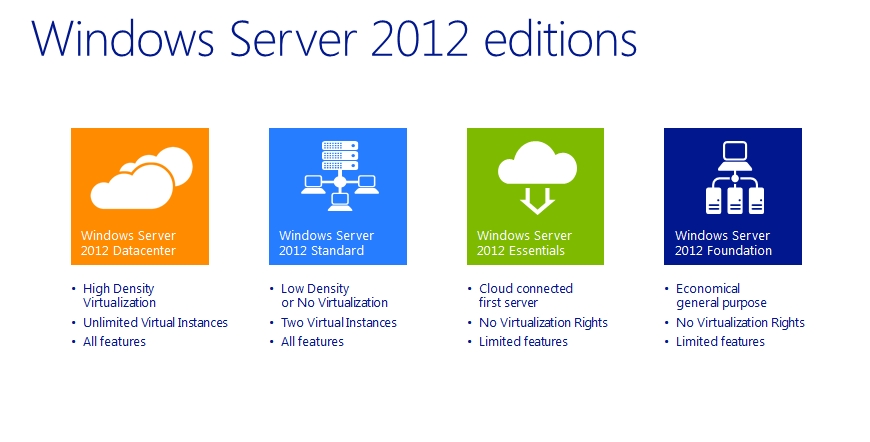 Windows Server 2012 editions
Windows Server
2012 Datacenter
• High Density
Virtualization
• Unlimited Virtual Instances
• All features
Windows Server
2012 Standard
• Low Density
or No Virtualization
• Two Virtual Instances
• All features
Windows Server
2012 Essentials
• Cloud connected
first server
• No Virtualization Rights
• Limited features
Windows Server
2012 Foundation
• Economical
general purpose
• No Virtualization Rights
• Limited features